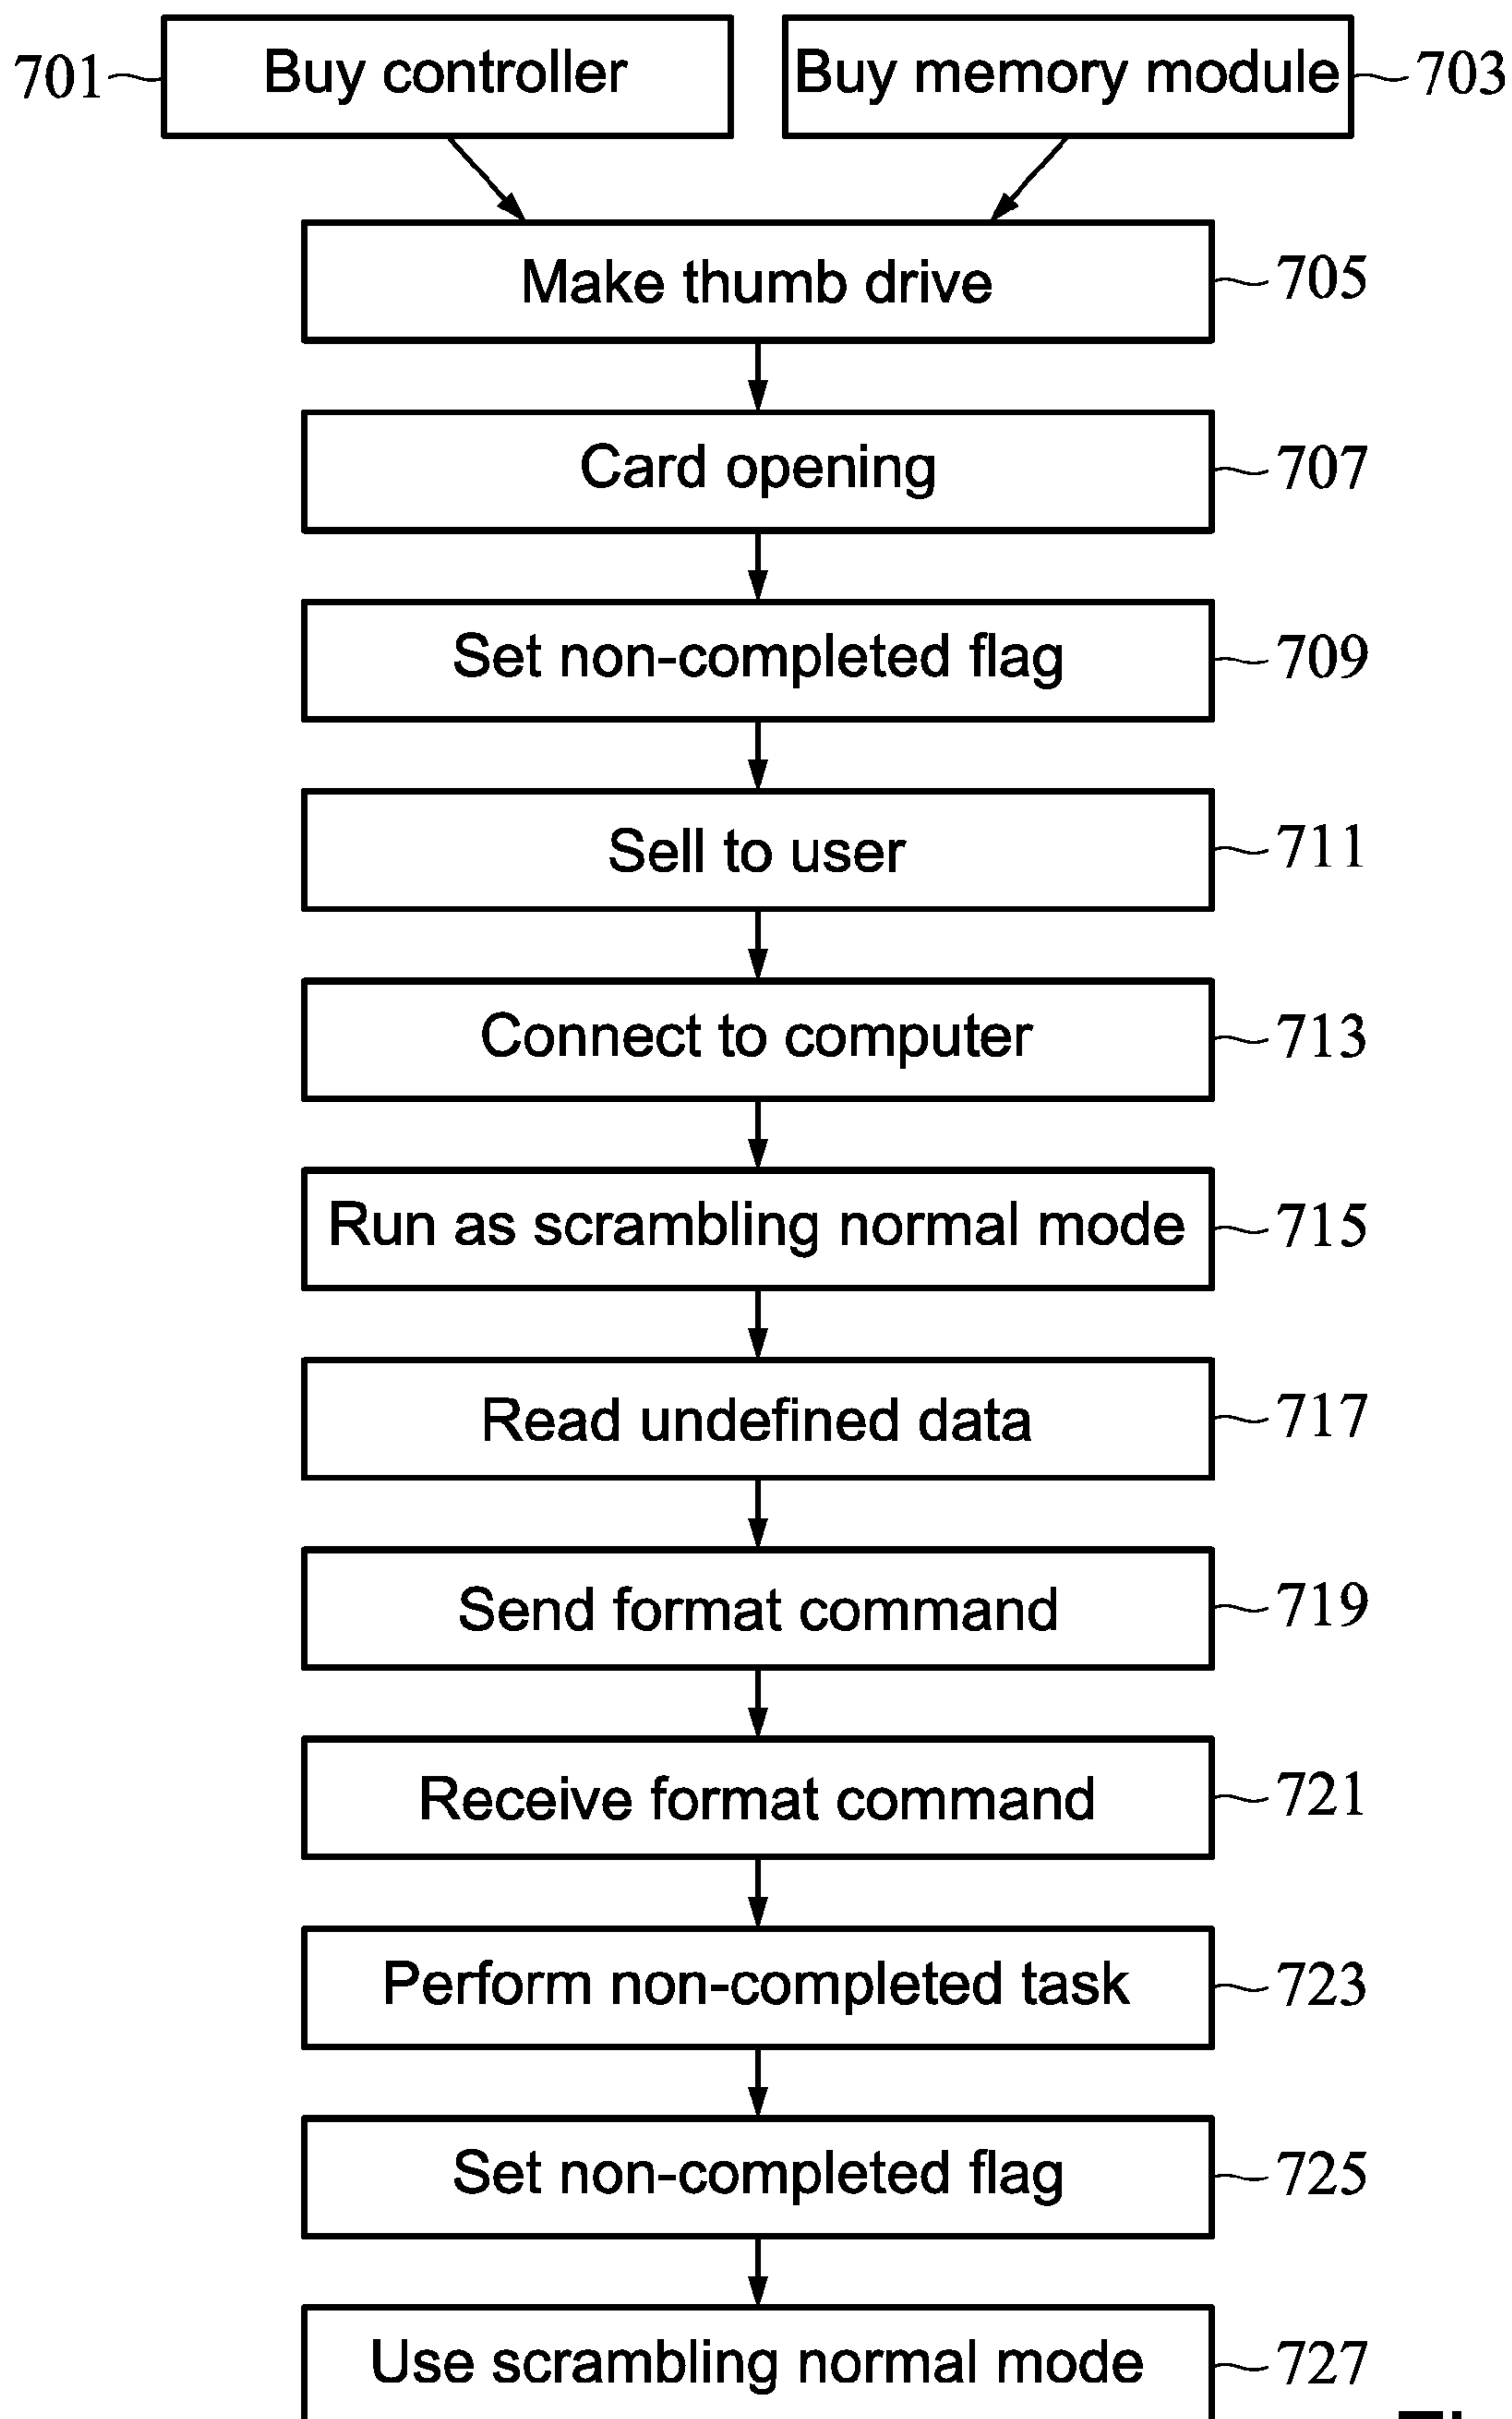 701 Buy controller Buy memory module 703
Make thumb drive 705
Card opening 707
Set non-completed flag 709
Sell to user 711
Connect to computer 713
Run as scrambling normal mode 715
Read undefined data 717
Send format command 719
Receive format command 721
Perform non-completed task 723
Set non-completed flag 725
Use scrambling normal mode 727